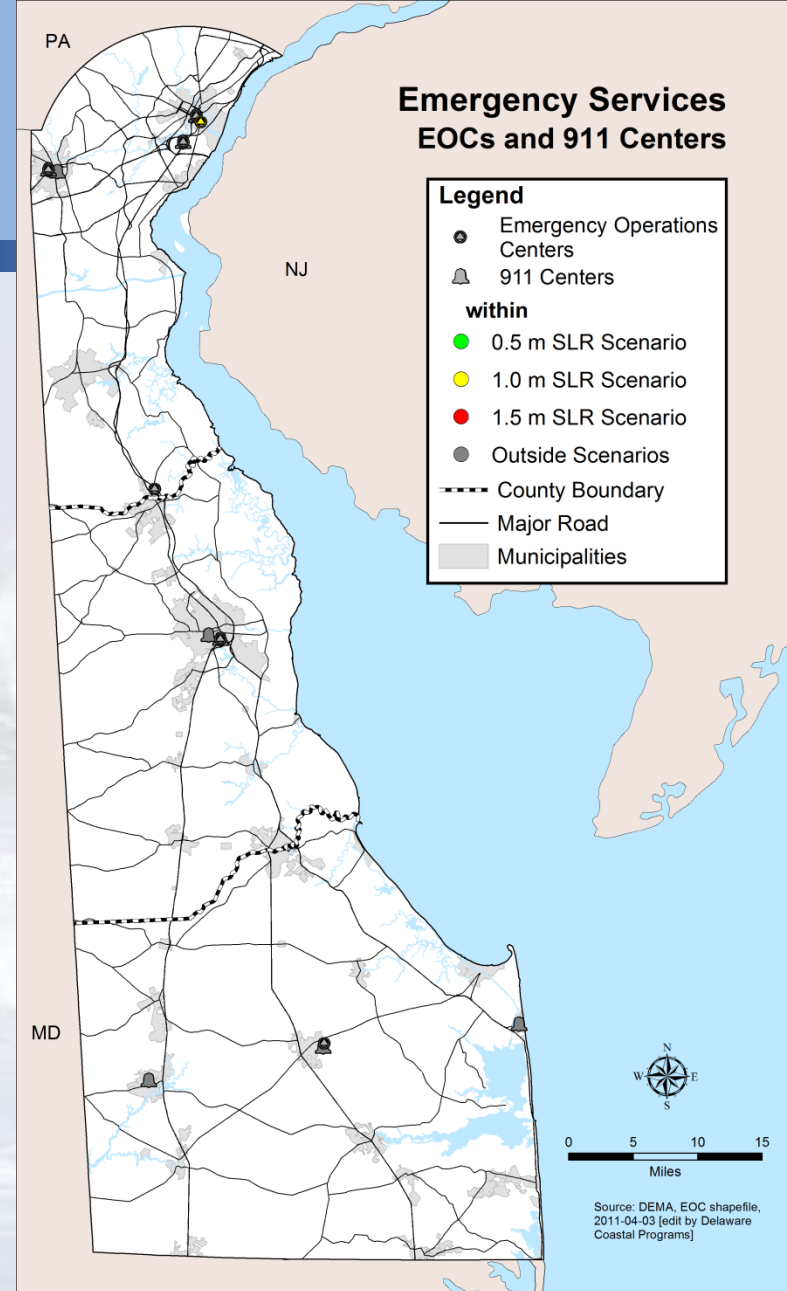 PA
Emergency Services
EOCs and 911 Centers
Legend
Emergency Operations
Centers
911 Centers
within
0.5 m SLR Scenario
1.0 m SLR Scenario
1.5 m SLR Scenario
Outside Scenarios
County Boundary
Major Road
Municipalities
NJ
MD
N
W
E
S
0 5 10 15
Miles
Source: DEMA, EOC shapefile,
2011-04-03 [edit by Delaware
Coastal Programs]